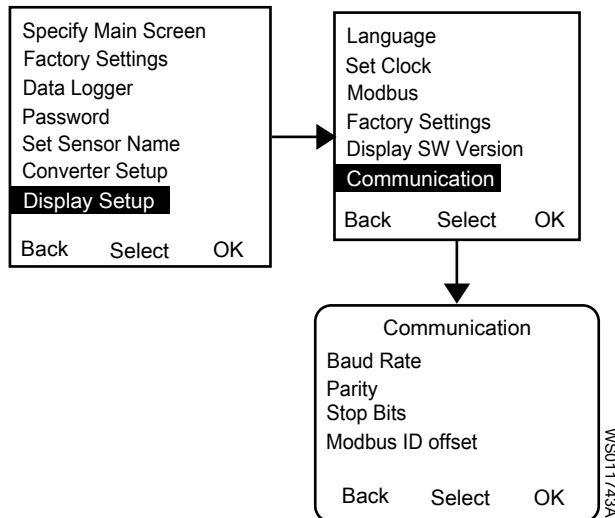 Specify Main Screen
Factory Settings
Data Logger
Password
Set Sensor Name
Converter Setup
Display Setup
Back Select OK
Language
Set Clock
Modbus
Factory Settings
Display SW Version
Communication
Back Select OK
Communication
Baud Rate
Parity
Stop Bits
Modbus ID offset
Back Select OK
WS011743A